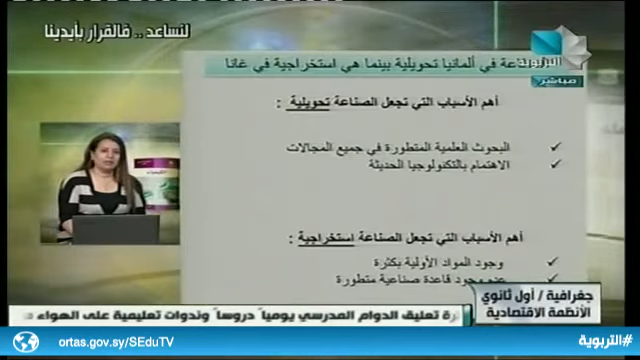 لنساعد .. فالقرار بأيدينا
التربوية
مباشر
في ألمانيا تحويلية بينما هي استخراجية في غانا
أهم الأسباب التي تجعل الصناعة تحويلية :
✓ البحوث العلمية المتطورة في جميع المجالات
✓ الاهتمام بالتكنولوجيا الحديثة
أهم الأسباب التي تجعل الصناعة استخراجية :
✓ وجود المواد الأولية بكثرة
✓ وجود قاعدة صناعية متطورة
جغرافية / أول ثانوي
الأنظمة الاقتصادية
تعليق الدوام المدرسي يومياً دروساً وندوات تعليمية على الهواء
ortas.gov.sy/SEduTV
#التربوية